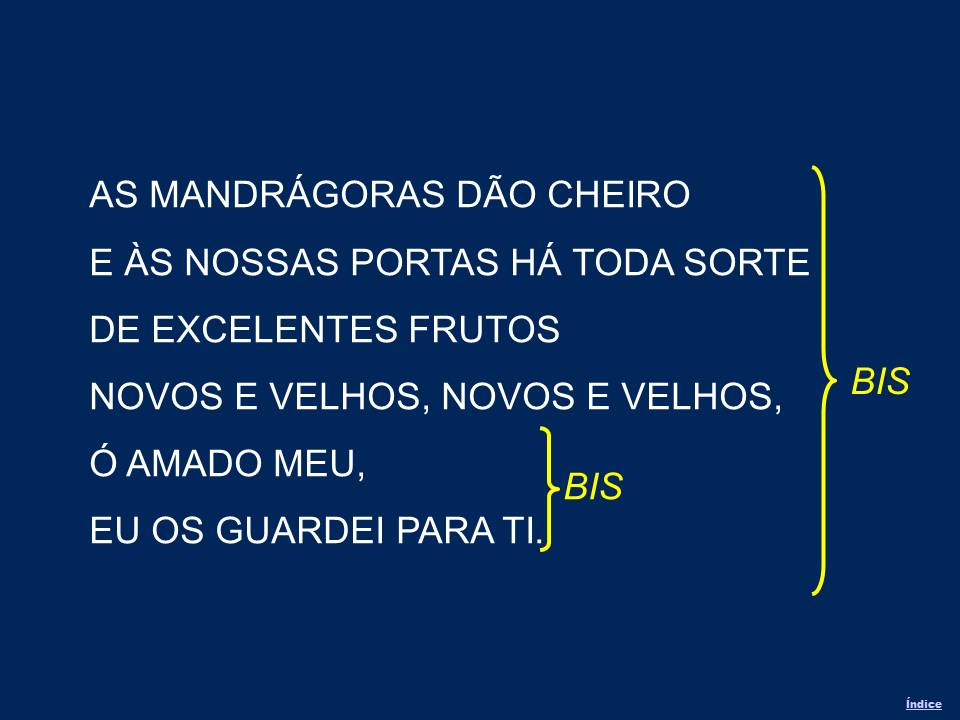 AS MANDRÁGORAS DÃO CHEIRO
E ÀS NOSSAS PORTAS HÁ TODA SORTE
DE EXCELENTES FRUTOS
NOVOS E VELHOS, NOVOS E VELHOS,
Ó AMADO MEU,
EU OS GUARDEI PARA TI.
BIS
BIS
Índice